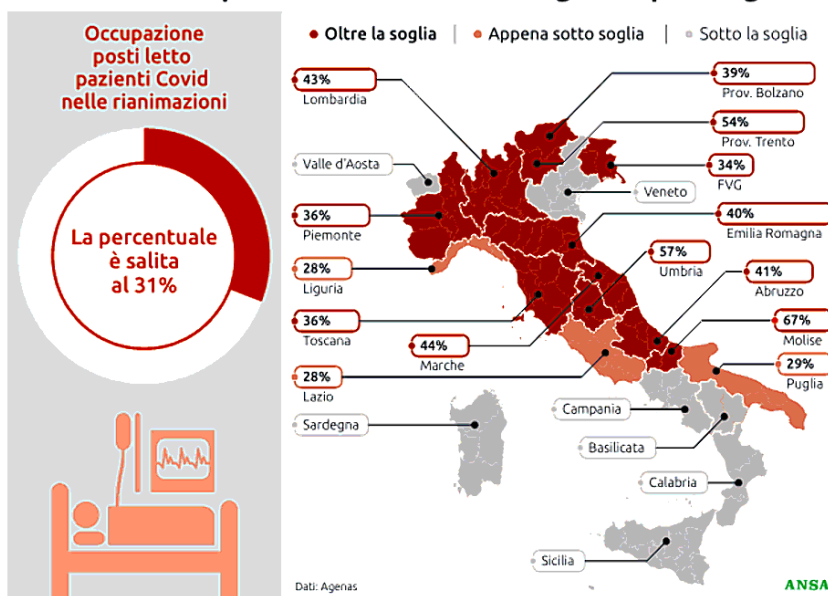 Occupazione
posti letto
pazienti Covid
nelle rianimazioni
La percentuale
è salita
al 31%
Oltre la soglia
Appena sotto soglia
Sotto la soglia
43%
Lombardia
39%
Prov. Bolzano
54%
Prov. Trento
Valle d'Aosta
34%
FVG
Veneto
36%
Piemonte
40%
Emilia Romagna
57%
Umbria
28%
Liguria
41%
Abruzzo
36%
Toscana
44%
Marche
67%
Molise
28%
Lazio
29%
Puglia
Sardegna
Campania
Basilicata
Calabria
Sicilia
Dati: Agenas
ANSA